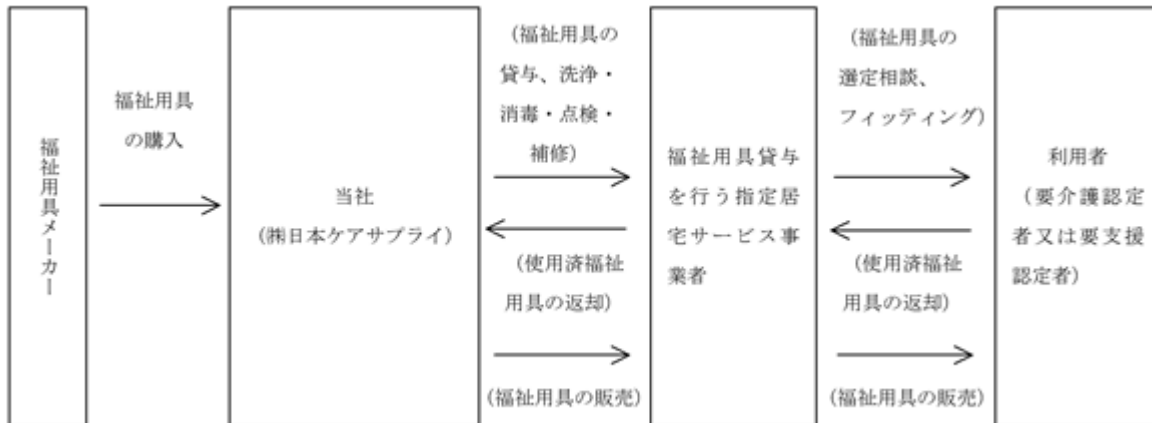 福祉用具メーカー
福祉用具
の購入
当社
(㈱日本ケアサプライ)
(福祉用具の
貸与、洗浄・
消毒・点検・
補修)
(使用済福祉
用具の返却)
(福祉用具の販売)
福祉用具貸与
を行う指定居
宅サービス事
業者
(福祉用具の
選定相談、
フィッティング)
(使用済福祉
用具の返却)
(福祉用具の販売)
利用者
(要介護認定
者又は要支援
認定者)